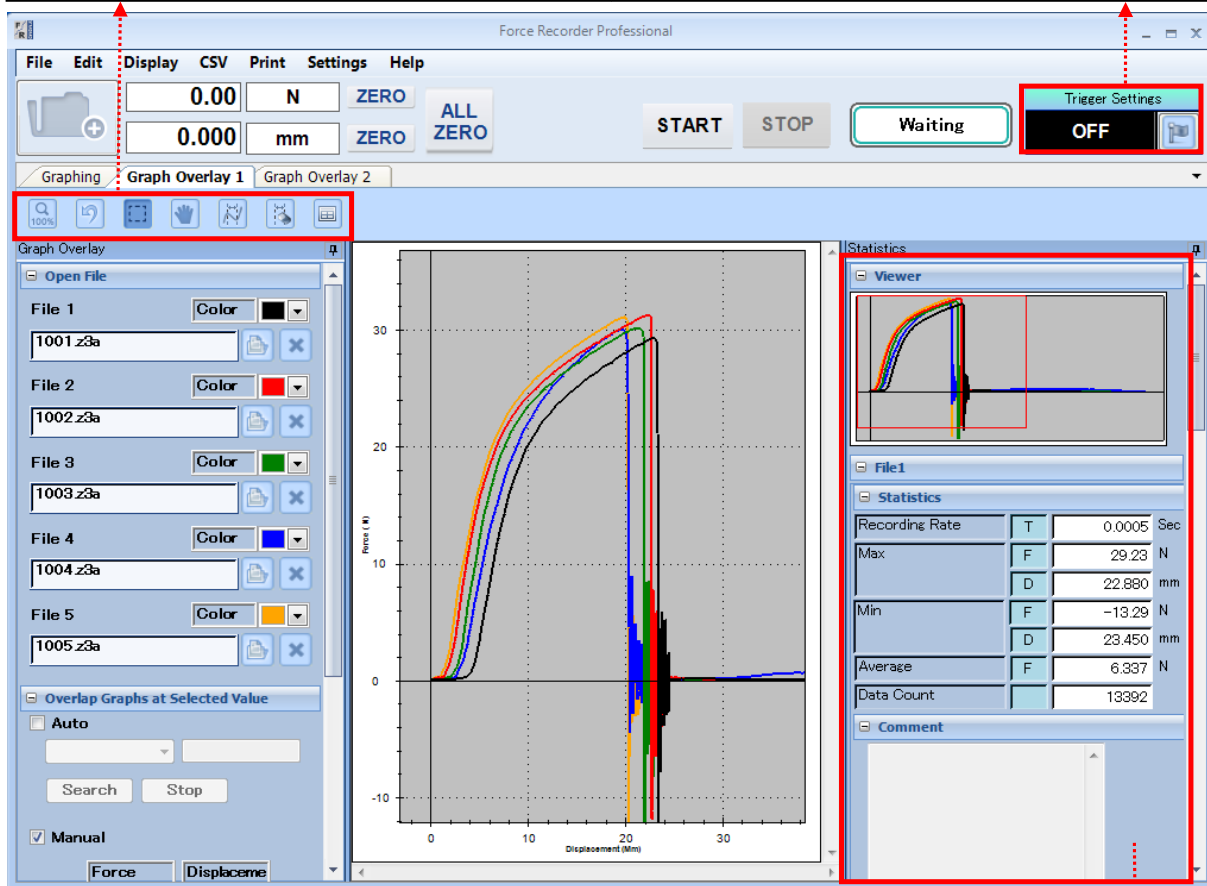 Force Recorder Professional
File Edit Display CSV Print Settings Help
0.00 N ZERO
0.000 mm ZERO
ALL
ZERO
START STOP Waiting
Trigger Settings
OFF
Graphing Graph Overlay 1 Graph Overlay 2
100%
Graph Overlay
Open File
File 1 Color
1001.z3a
File 2 Color
1002.z3a
File 3 Color
1003.z3a
File 4 Color
1004.z3a
File 5 Color
1005.z3a
Overlap Graphs at Selected Value
Auto
Search Stop
Manual
Force Displaceme
30
20
10
0
-10
Force ( N )
0 10 20 30
Displasement (Mm)
Statistics
Viewer
File1
Statistics
Recording Rate T 0.0005 Sec
Max F 29.23 N
D 22.880 mm
Min F -13.29 N
D 23.450 mm
Average F 6.337 N
Data Count 13392
Comment